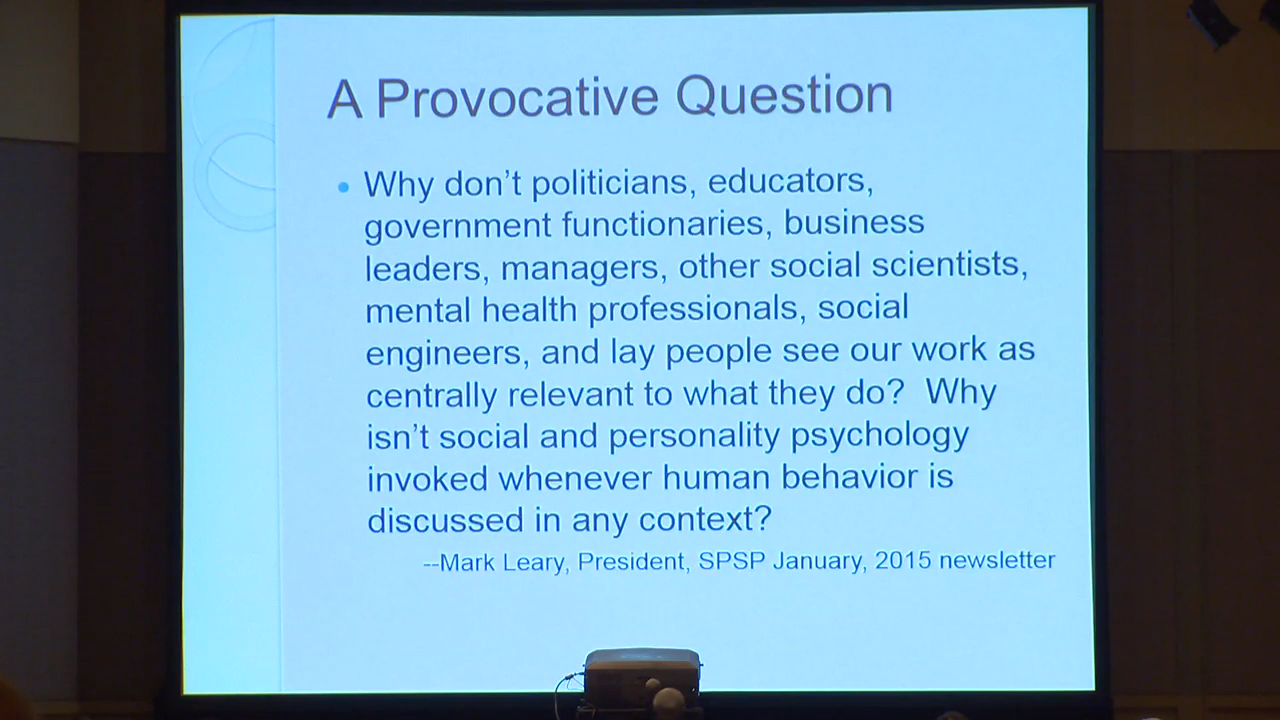 A Provocative Question
• Why don't politicians, educators,
government functionaries, business
leaders, managers, other social scientists,
mental health professionals, social
engineers, and lay people see our work as
centrally relevant to what they do?  Why
isn't social and personality psychology
invoked whenever human behavior is
discussed in any context?
--Mark Leary, President, SPSP January, 2015 newsletter